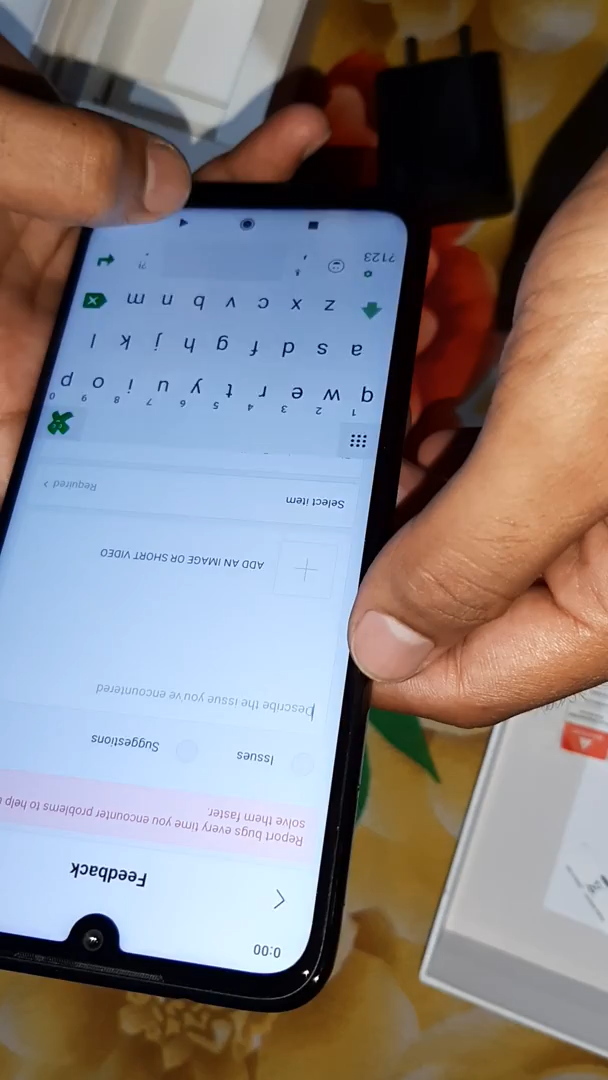 0:00
Feedback
Report bugs every time you encounter problems to help
solve them faster.
Issues Suggestions
Describe the issue you've encountered
ADD AN IMAGE OR SHORT VIDEO
Select item Required >
1 2 3 4 5 6 7 8 9 0
q w e r t y u i o p
a s d f g h j k l
z x c v b n m
?123 , . ?!